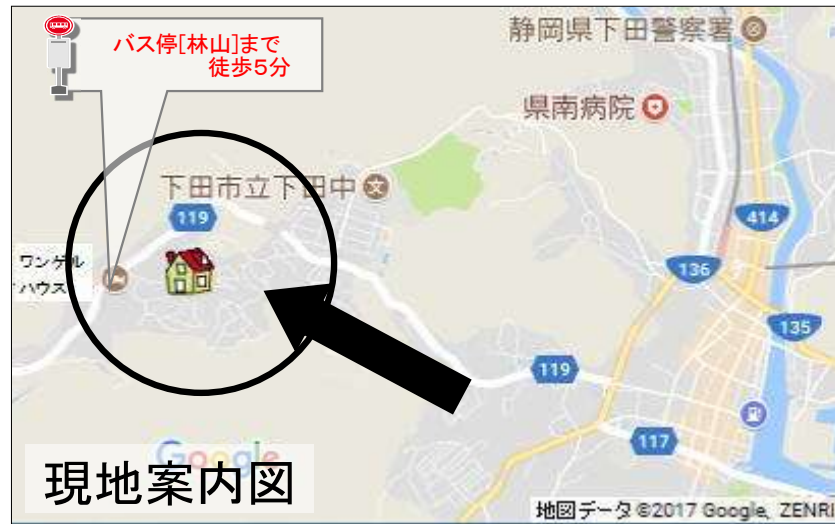 バス停[林山]まで
徒歩5分
静岡県下田警察署
県南病院
下田市立下田中
文
119
414
ワンゲル
ハウス
136
135
119
117
Google
現地案内図
地図データ©2017 Google, ZENRI